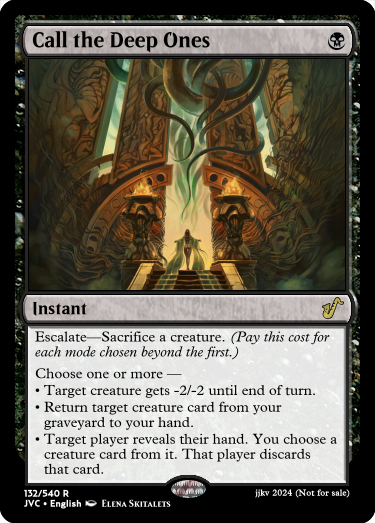 Call the Deep Ones
Instant
Escalate—Sacrifice a creature. (Pay this cost for
each mode chosen beyond the first.)
Choose one or more —
• Target creature gets -2/-2 until end of turn.
• Return target creature card from your
graveyard to your hand.
• Target player reveals their hand. You choose a
creature card from it. That player discards
that card.
132/540 R
JVC • English Elena Skitalets
jjkv 2024 (Not for sale)